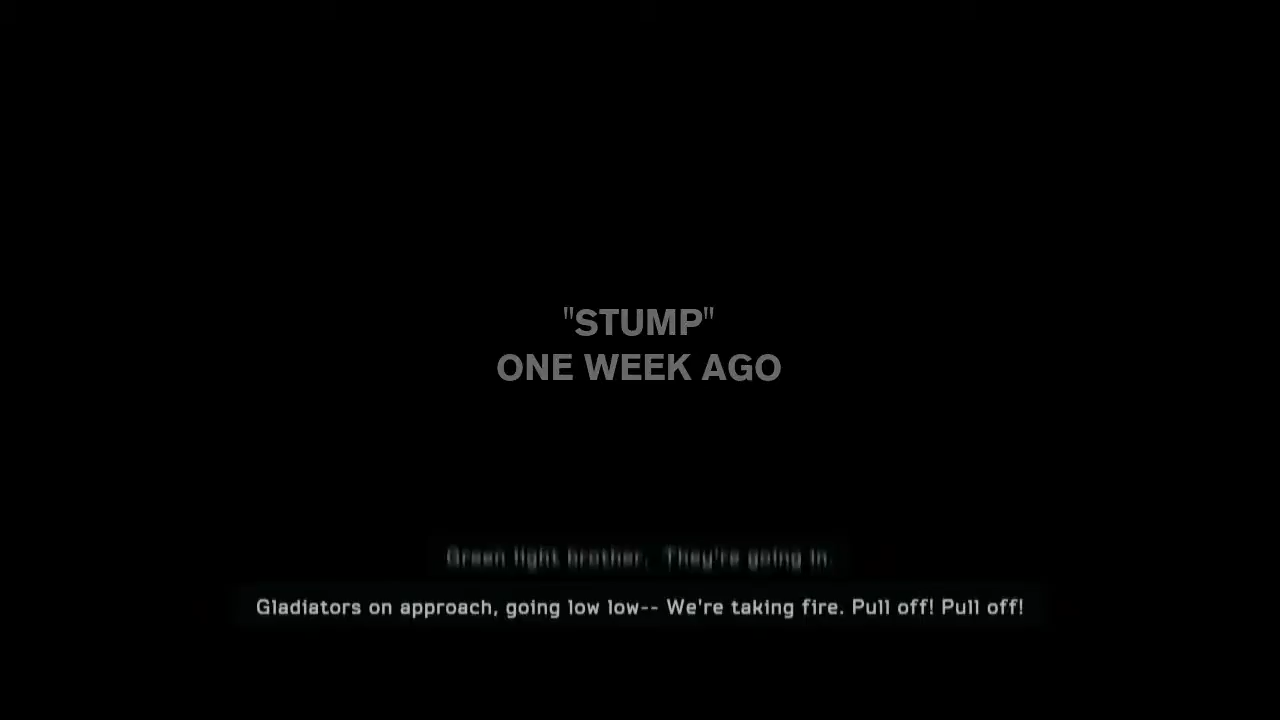 "STUMP"
ONE WEEK AGO
Green light brother. They're going in.
Gladiators on approach, going low low-- We're taking fire. Pull off! Pull off!